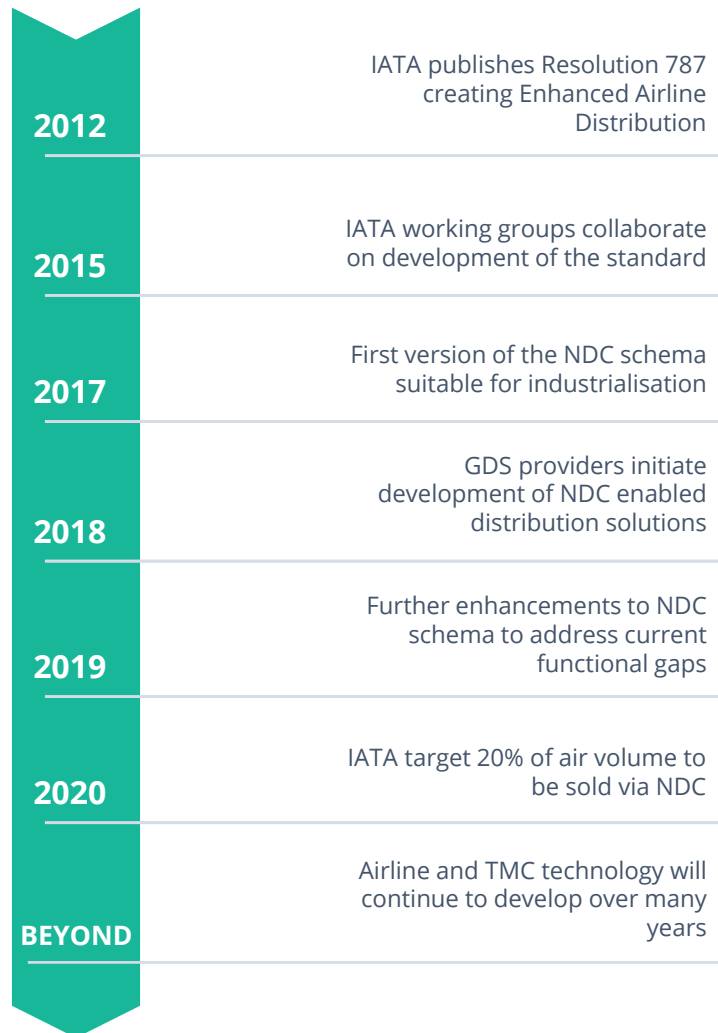 IATA publishes Resolution 787
creating Enhanced Airline
Distribution
2012
IATA working groups collaborate
on development of the standard
2015
First version of the NDC schema
suitable for industrialisation
2017
GDS providers initiate
development of NDC enabled
distribution solutions
2018
Further enhancements to NDC
schema to address current
functional gaps
2019
IATA target 20% of air volume to
be sold via NDC
2020
Airline and TMC technology will
continue to develop over many
years
BEYOND